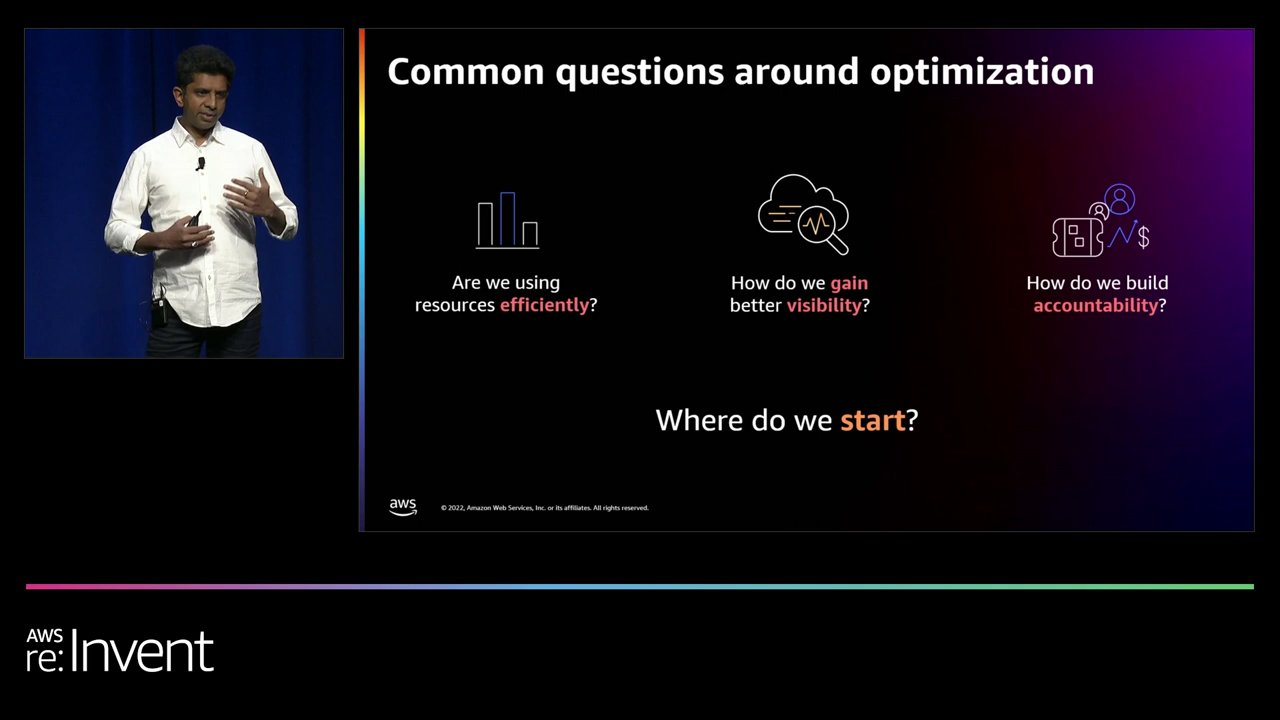 Common questions around optimization
Are we using
resources efficiently?
How do we gain
better visibility?
How do we build
accountability?
Where do we start?
aws
© 2022, Amazon Web Services, Inc. or its affiliates. All rights reserved.
AWS
re:Invent